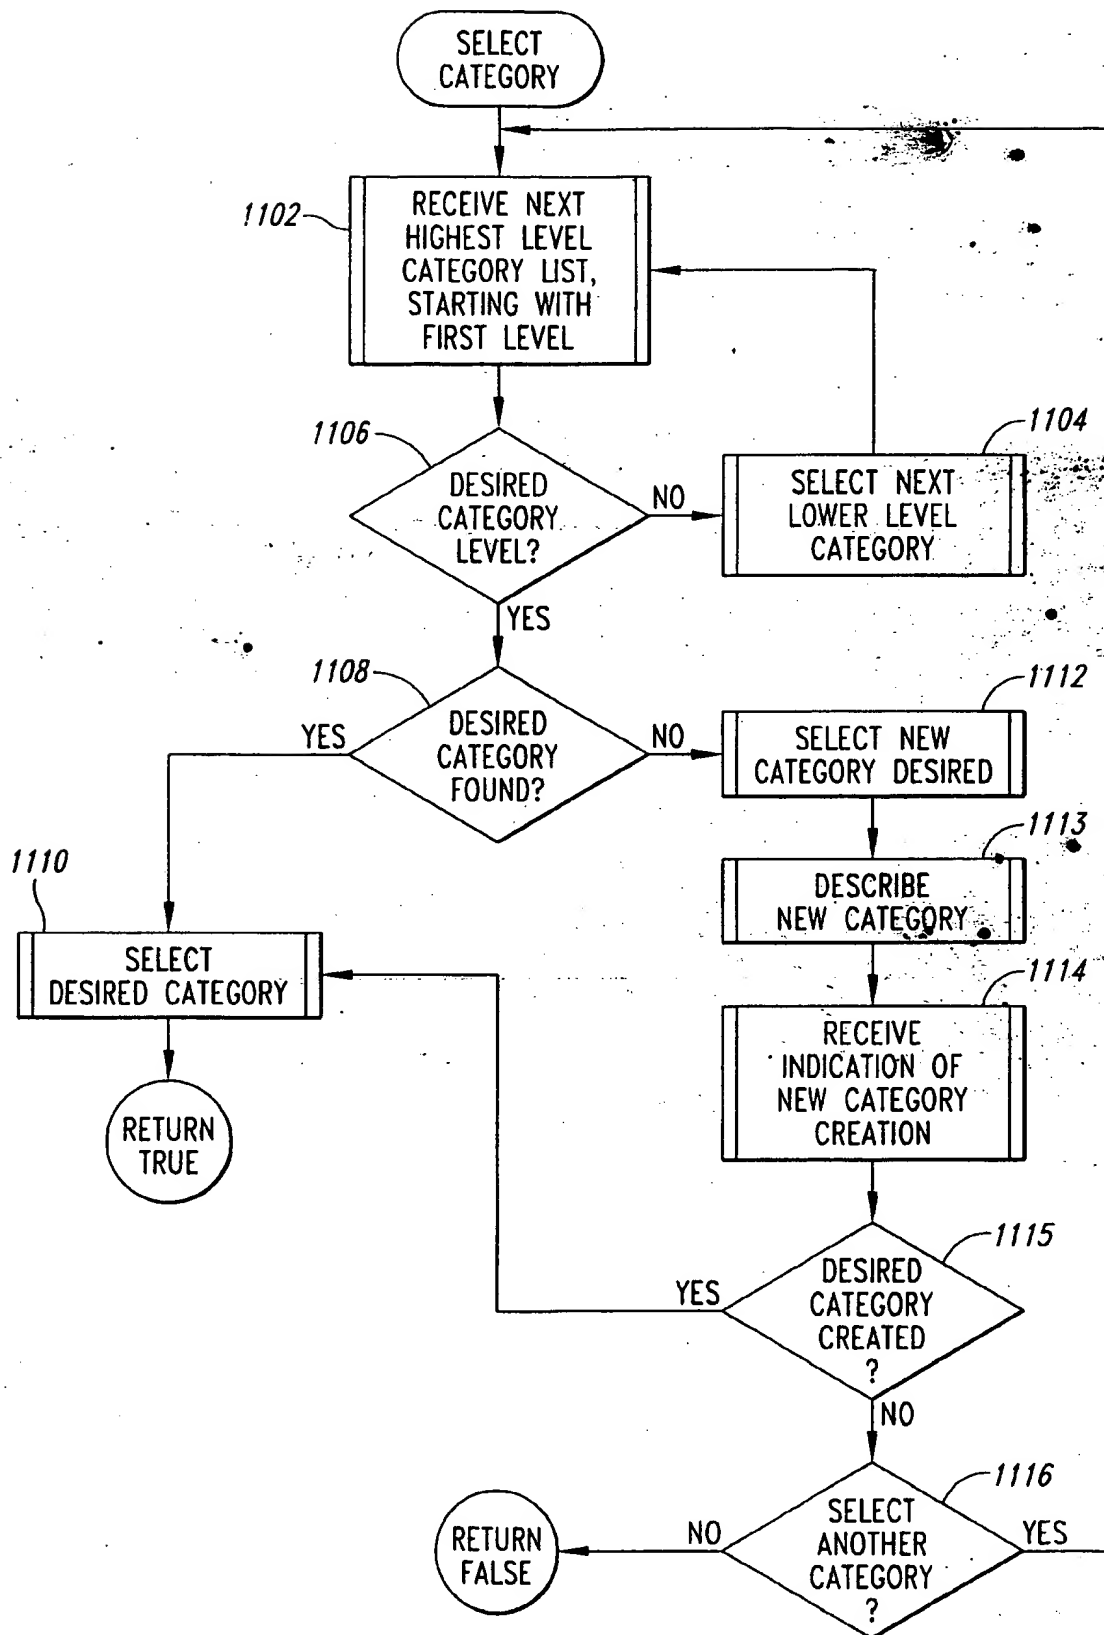 SELECT
CATEGORY
1102
RECEIVE NEXT
HIGHEST LEVEL
CATEGORY LIST,
STARTING WITH
FIRST LEVEL
1106
DESIRED
CATEGORY
LEVEL?
NO
1104
SELECT NEXT
LOWER LEVEL
CATEGORY
YES
1108
DESIRED
CATEGORY
FOUND?
YES
NO
1112
SELECT NEW
CATEGORY DESIRED
1113
DESCRIBE
NEW CATEGORY
1110
SELECT
DESIRED CATEGORY
1114
RECEIVE
INDICATION OF
NEW CATEGORY
CREATION
RETURN
TRUE
1115
DESIRED
CATEGORY
CREATED
?
YES
NO
1116
SELECT
ANOTHER
CATEGORY
?
NO
YES
RETURN
FALSE